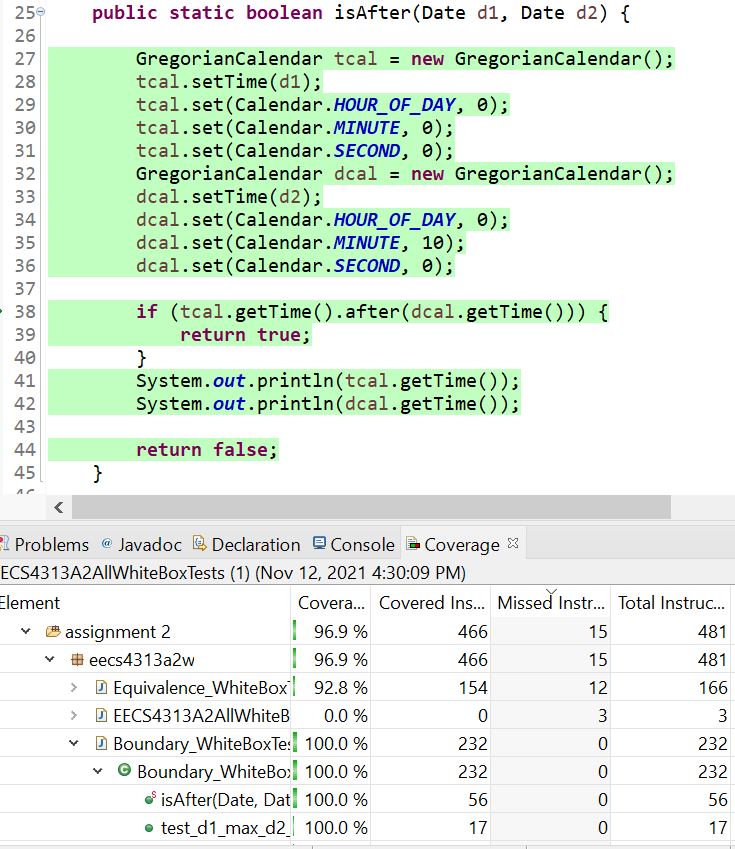 25 public static boolean isAfter(Date d1, Date d2) {
26
27 GregorianCalendar tcal = new GregorianCalendar();
28 tcal.setTime(d1);
29 tcal.set(Calendar.HOUR_OF_DAY, 0);
30 tcal.set(Calendar.MINUTE, 0);
31 tcal.set(Calendar.SECOND, 0);
32 GregorianCalendar dcal = new GregorianCalendar();
33 dcal.setTime(d2);
34 dcal.set(Calendar.HOUR_OF_DAY, 0);
35 dcal.set(Calendar.MINUTE, 10);
36 dcal.set(Calendar.SECOND, 0);
37
38 if (tcal.getTime().after(dcal.getTime())) {
39 return true;
40 }
41 System.out.println(tcal.getTime());
42 System.out.println(dcal.getTime());
43
44 return false;
45 }
Problems @ Javadoc Declaration Console Coverage
ECS4313A2AllWhiteBoxTests (1) (Nov 12, 2021 4:30:09 PM)
Element Covera... Covered Ins... Missed Instr... Total Instruc...
assignment 2 96.9 % 466 15 481
eecs4313a2w 96.9 % 466 15 481
Equivalence_WhiteBoxT 92.8 % 154 12 166
EECS4313A2AllWhiteB 0.0 % 0 3 3
Boundary_WhiteBoxTes 100.0 % 232 0 232
Boundary_WhiteBo 100.0 % 232 0 232
isAfter(Date, Dat 100.0 % 56 0 56
test_d1_max_d2_ 100.0 % 17 0 17